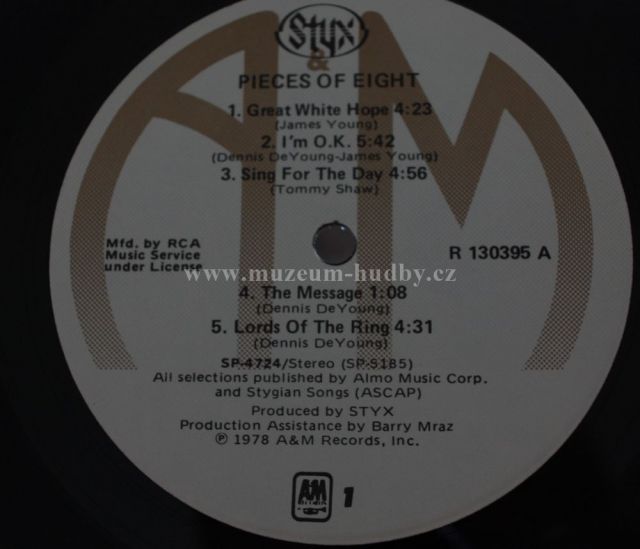 Styx
&
PIECES OF EIGHT
1. Great White Hope 4:23
(James Young)
2. I'm O.K. 5:42
(Dennis DeYoung-James Young)
3. Sing For The Day 4:56
(Tommy Shaw)
Mfd. by RCA
Music Service
under License
R 130395 A
www.muzeum-hudby.cz
4. The Message 1:08
(Dennis DeYoung)
5. Lords Of The Ring 4:31
(Dennis DeYoung)
SP-4724/Stereo (SP-5185)
All selections published by Almo Music Corp.
and Stygian Songs (ASCAP)
Produced by STYX
Production Assistance by Barry Mraz
℗ 1978 A&M Records, Inc.
AM
1